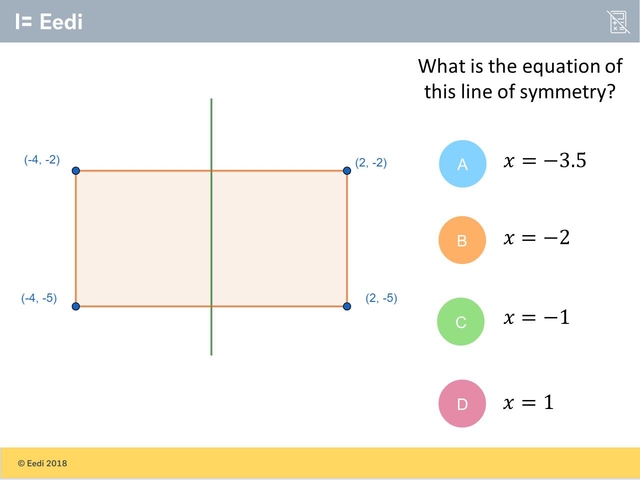 I= Eedi
What is the equation of
this line of symmetry?
(-4, -2)
(2, -2)
(-4, -5)
(2, -5)
A x = −3.5
B x = −2
C x = −1
D x = 1
© Eedi 2018